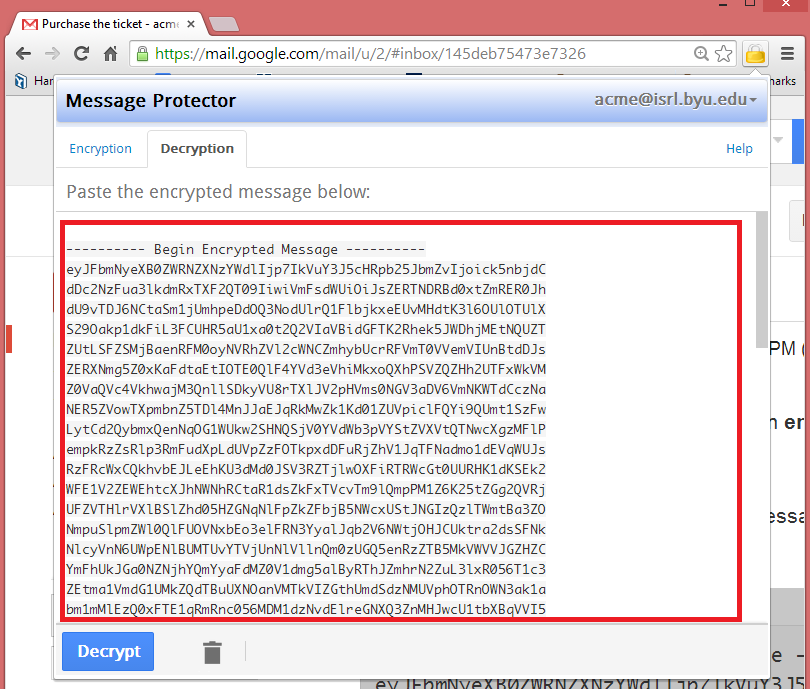 Purchase the ticket - acme
https://mail.google.com/mail/u/2/#inbox/145deb75473e7326
Har
marks
Message Protector
acme@isrl.byu.edu
Encryption
Decryption
Help
Paste the encrypted message below:
---------- Begin Encrypted Message ----------
eyJFbmNyeXB0ZWRNZXNzYWdlIjp7IkVuY3J5cHRpb25JbmZvIjoick5nbjdC
dDc2NzFua3lkdmRxTXF2QT09IiwiVmFsdWUiOiJsZERTNDRBd0xtZmRER0Jh
dU9vTDJ6NCtaSm1jUmhpeDdOQ3NodUlrQ1FlbjkxeEUvMHdtK3l6OUlOTUlX
S29Oakp1dkFiL3FCUHR5aU1xa0t2Q2VIaVBidGFTK2Rhek5JWDhjMEtNQUZT
ZUtLSFZSMjBaenRFM0oyNVRhZVl2cWNCZmhybUcrRFVmT0VVemVIUnBtdDJs
ZERXNmg5Z0xKaFdtaEtIOTE0QlF4YVd3eVhiMkxoQXhPSVZQZHh2UTFxWkVM
Z0VaQVc4VkhwajM3QnllSDkyVU8rTXlJV2pHVms0NGV3aDV6VmNKWTdCczNa
NER5ZVowTXpmbnZ5TDl4MnJJaEJqRkMwZk1Kd01ZUVpiclFQYi9QUmt1SzFw
LytCd2QybmxQenNqOG1WUkw2SHNQSjV0YVdWb3pVYStZVXVtQTNwcXgzMFlP
empkRzZsRlp3RmFudXpLdUVpZzFOTkpxdDFuRjZhV1JqTFNadmo1dEVqWUJs
RzFRcWxCQkhvbEJLeEhKU3dMd0JSV3RZTjlwOXFiRTRWcGt0UURHK1dKSEk2
WFE1V2ZEWEhtcXJhNWNhRCtaR1dsZkFxTVcvTm9lQmpPM1Z6K25tZGg2QVRj
UFZVTHlrVXlBSlZhd05HZGNqNlFpZkZFbjB5NWcxUStJNGIzQzlTWmtBa3ZO
NmpuSlpmZWl0QlFUOVNxbEo3elFRN3YyalJqb2V6NWtjOHJCUktra2dsSFNk
NlcyVnN6UWpENlBUMTUvYTVjUnNlVllnQm0zUGQ5enRzZTB5MkVWVVJGZHZC
YmFhUkJGa0NZNjhYQmYyaFdMZ0V1dmg5alByRThJZmhrN2ZuL3lxR056T1c3
ZEtma1VmdG1UMkZQdTBuUXNOanVMTkVIZGthUmdSdzNMUVphOTRnOWN3ak1a
bm1mMlEzQ0xFTE1qRmRnc056MDM1dzNvdElreGNXQ3ZnMHJwcU1tbXBqVVI5
Decrypt
PM (
n en
essa
e -
eyJFbmNyeXB0ZWRNZXNzYWdlIjp7IkVuY3J5